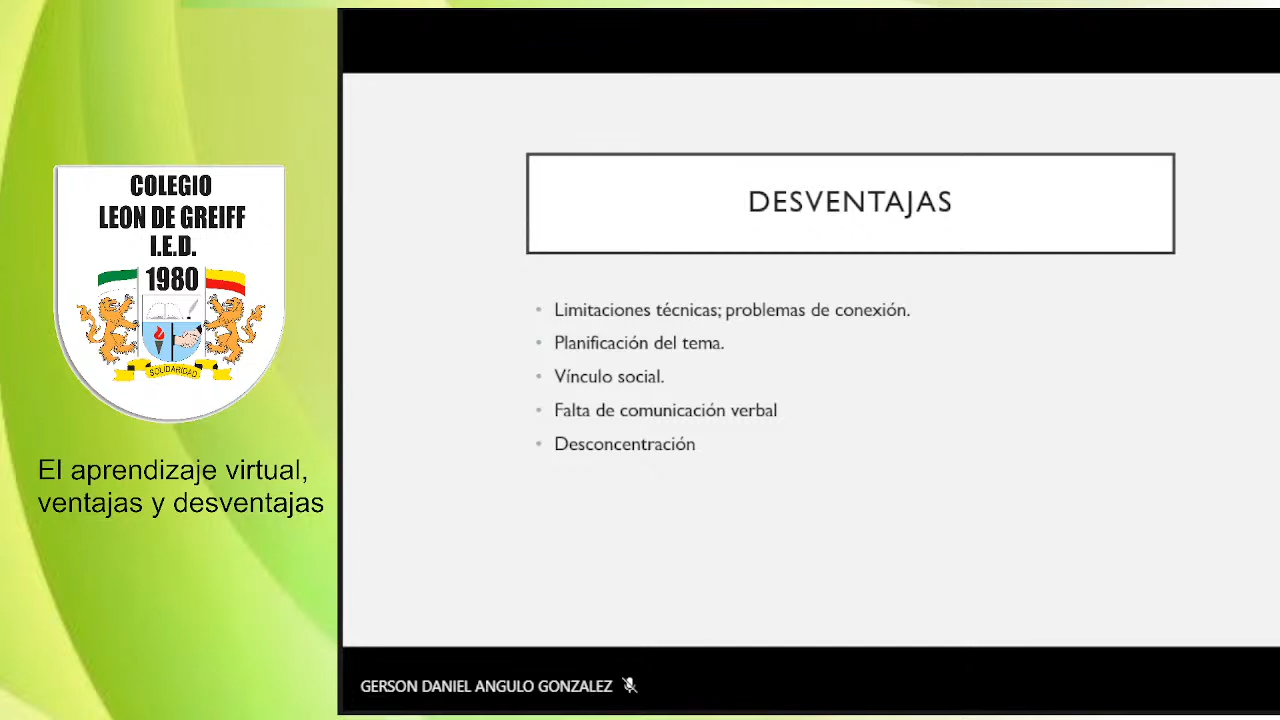 COLEGIO
LEON DE GREIFF
I.E.D.
1980
SOLIDARIDAD
El aprendizaje virtual,
ventajas y desventajas
DESVENTAJAS
• Limitaciones técnicas; problemas de conexión.
• Planificación del tema.
• Vínculo social.
• Falta de comunicación verbal
• Desconcentración
GERSON DANIEL ANGULO GONZALEZ